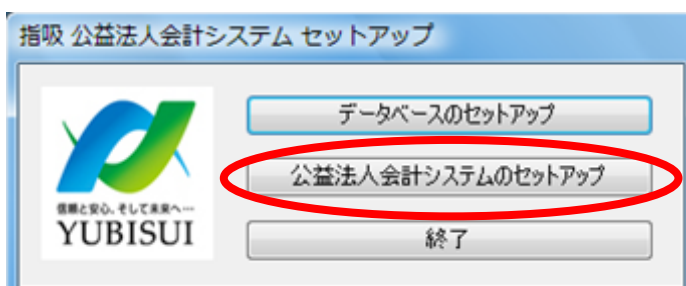 指吸 公益法人会計システム セットアップ
データベースのセットアップ
公益法人会計システムのセットアップ
信頼と安心、そして未来へ…
YUBISUI
終了